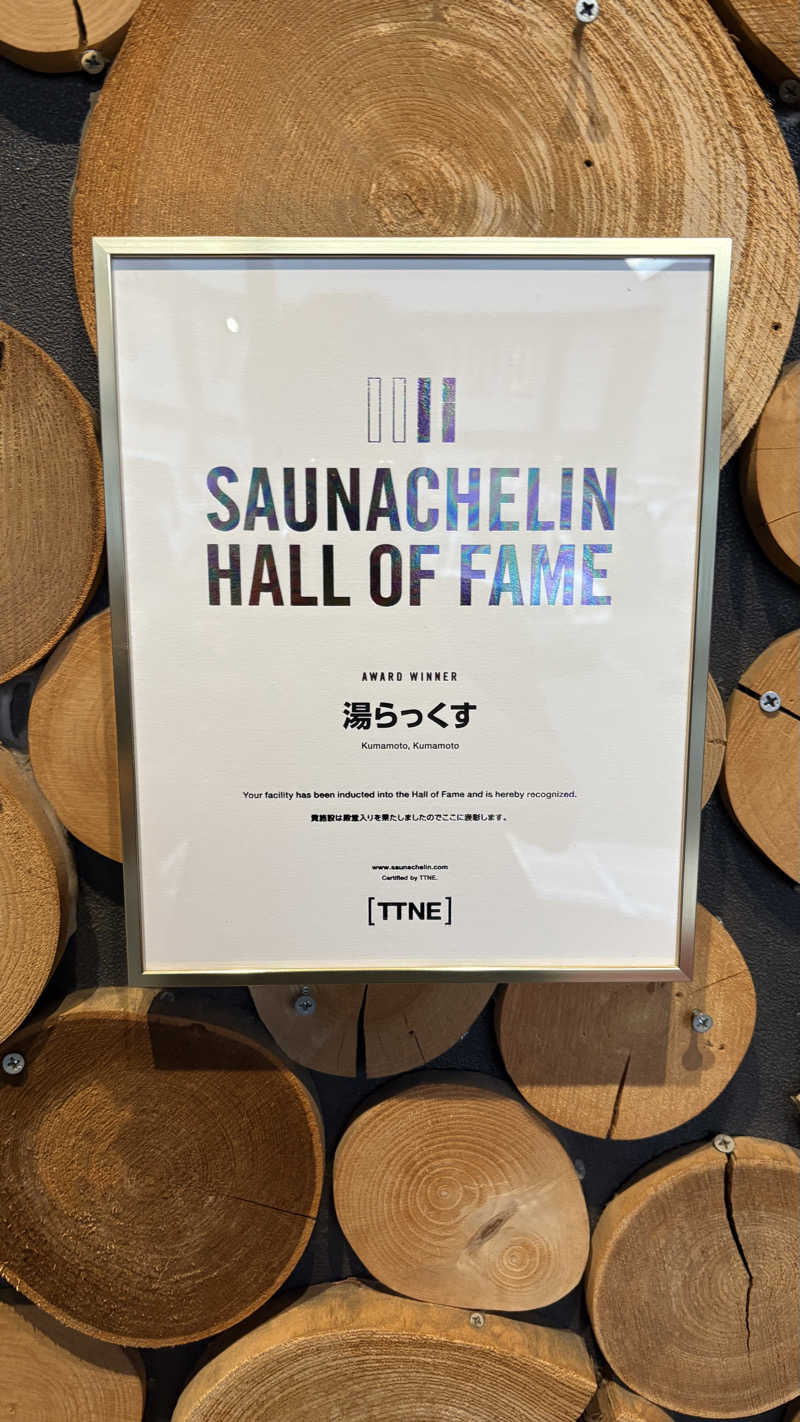 SAUNACHELIN
HALL OF FAME
AWARD WINNER
湯らっくす
Kumamoto, Kumamoto
Your facility has been inducted into the Hall of Fame and is hereby recognized.
貴施設は殿堂入りを果たしましたのでここに表彰します。
www.saunachelin.com
Certified by TTNE.
[TTNE]